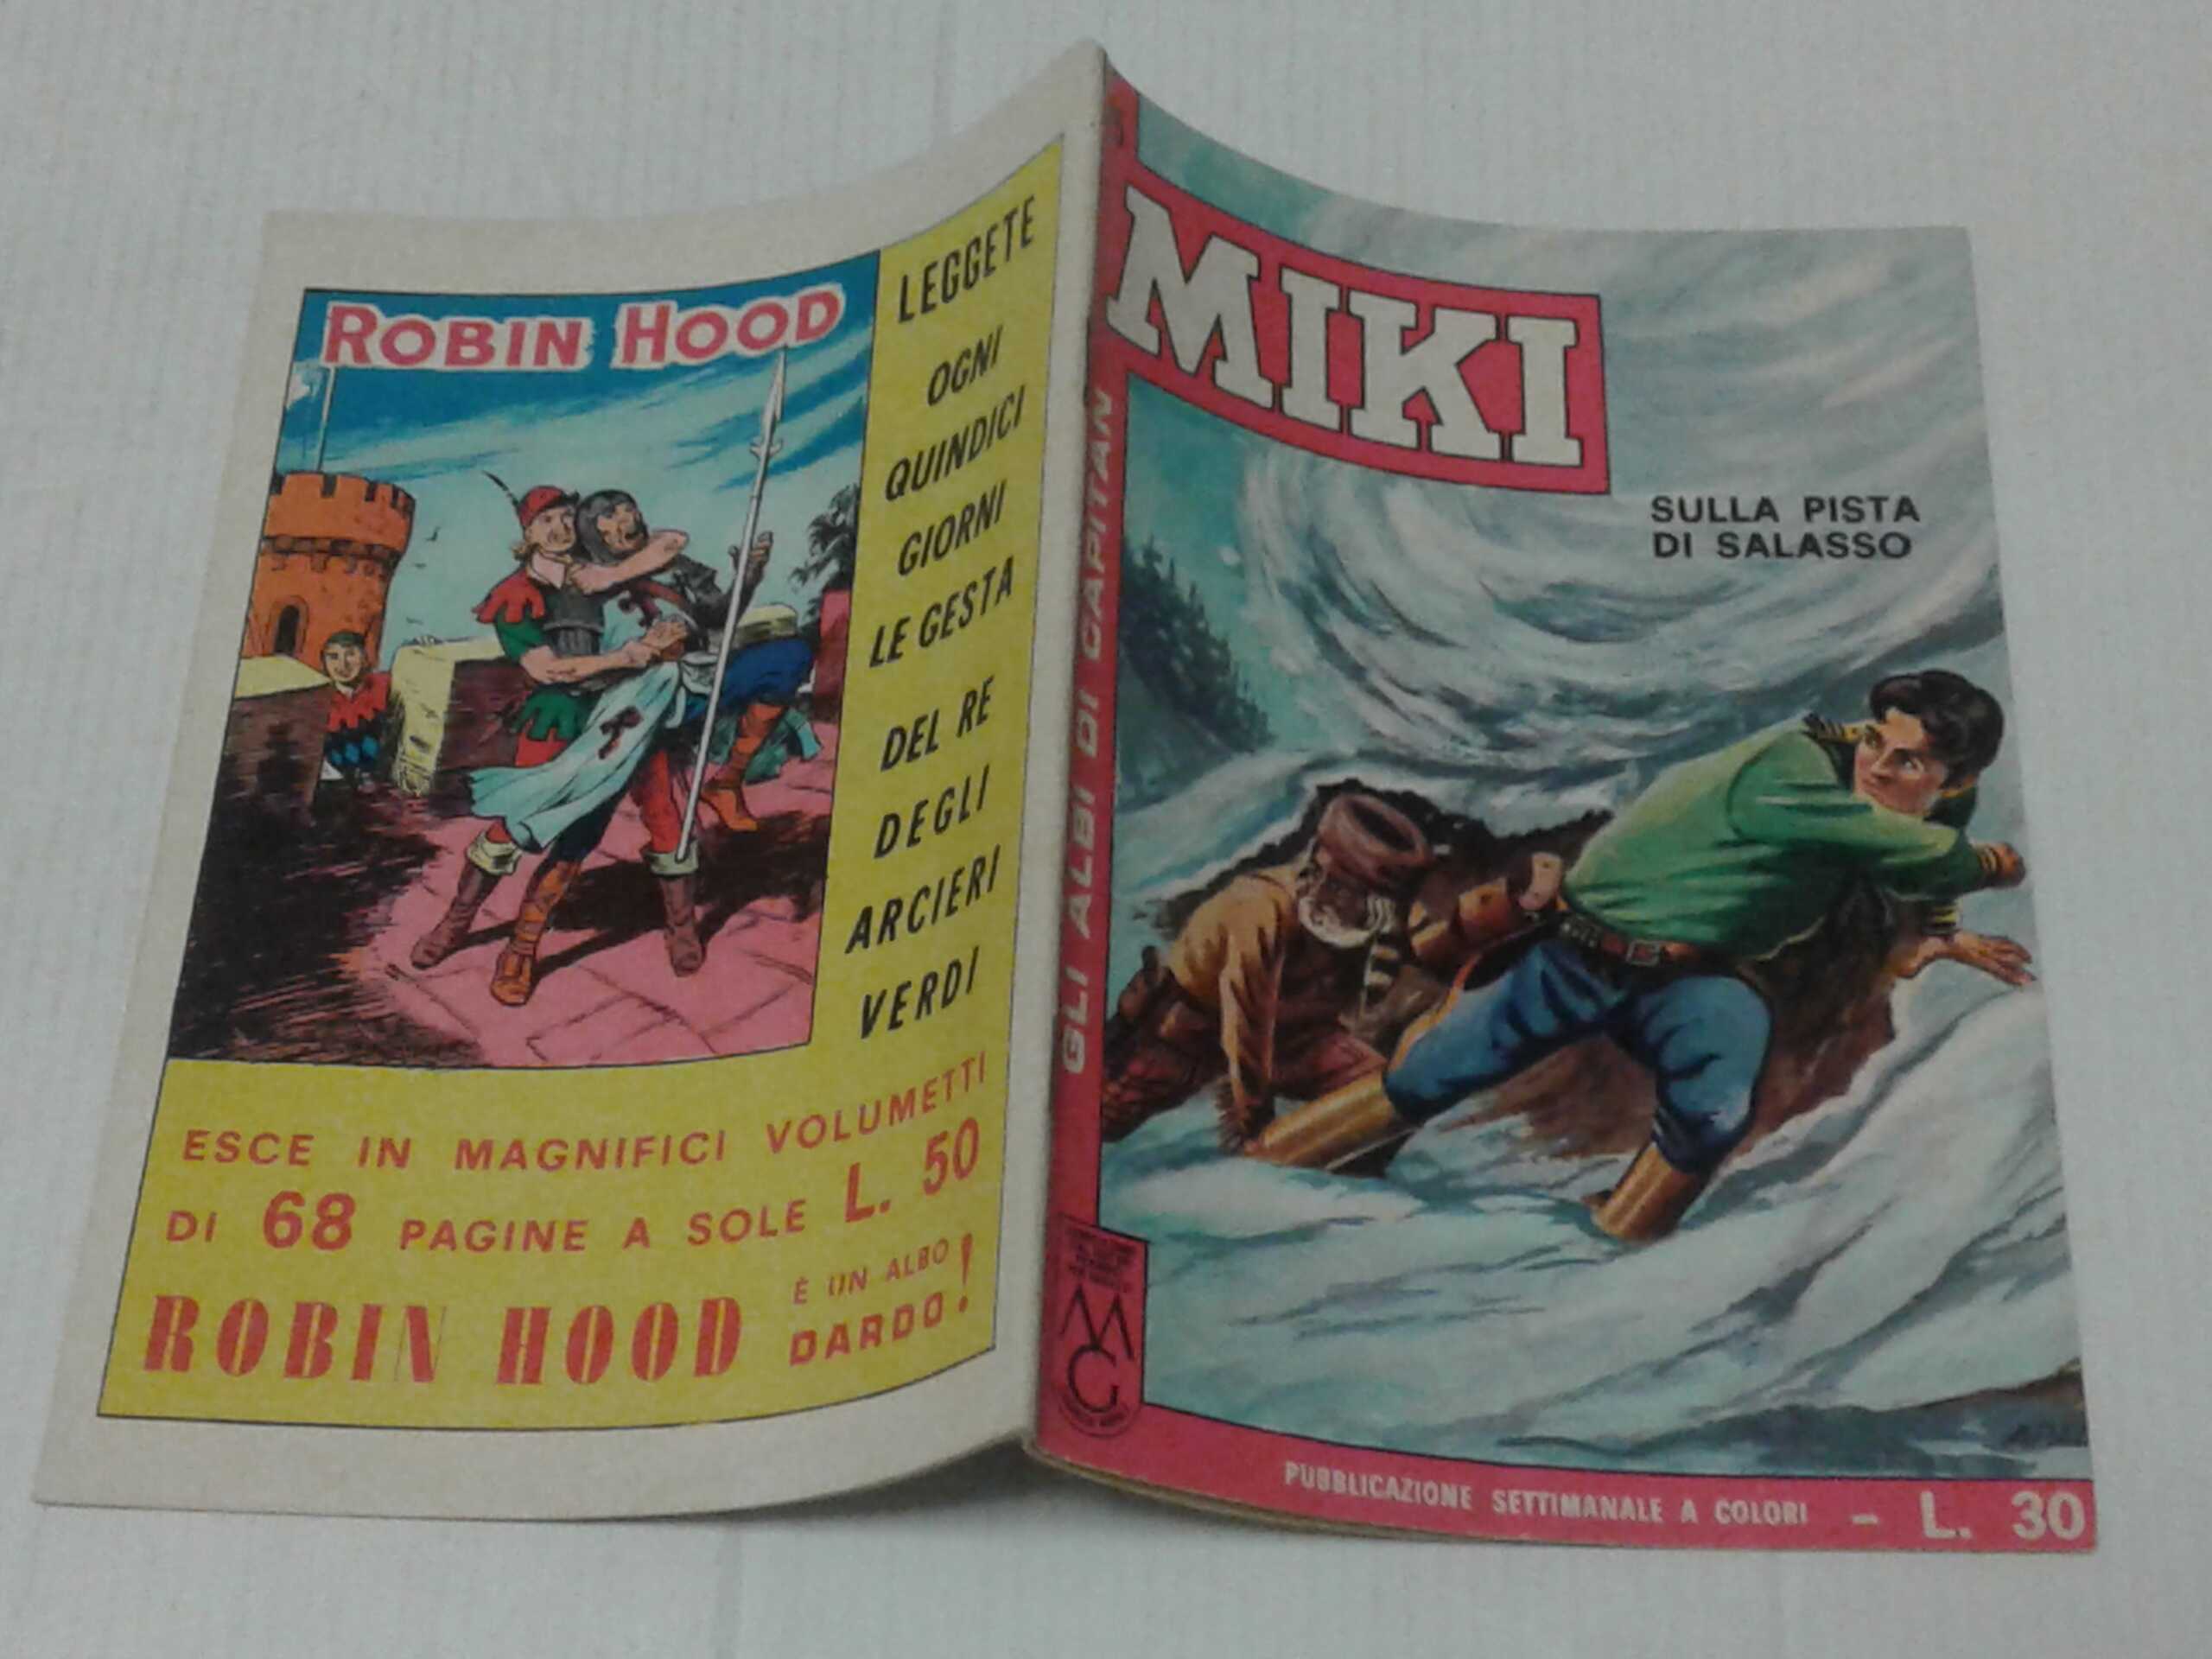 ROBIN HOOD
LEGGETE
OGNI
QUINDICI
GIORNI
LE GESTA
DEL RE
DEGLI
ARCIERI
VERDI
ESCE IN MAGNIFICI VOLUMETTI
DI 68 PAGINE A SOLE L. 50
ROBIN HOOD È UN ALBO
DARDO!
GLI ALBI DI CAPITAN
MIKI
SULLA PISTA
DI SALASSO
MG
PUBBLICAZIONE SETTIMANALE A COLORI – L. 30